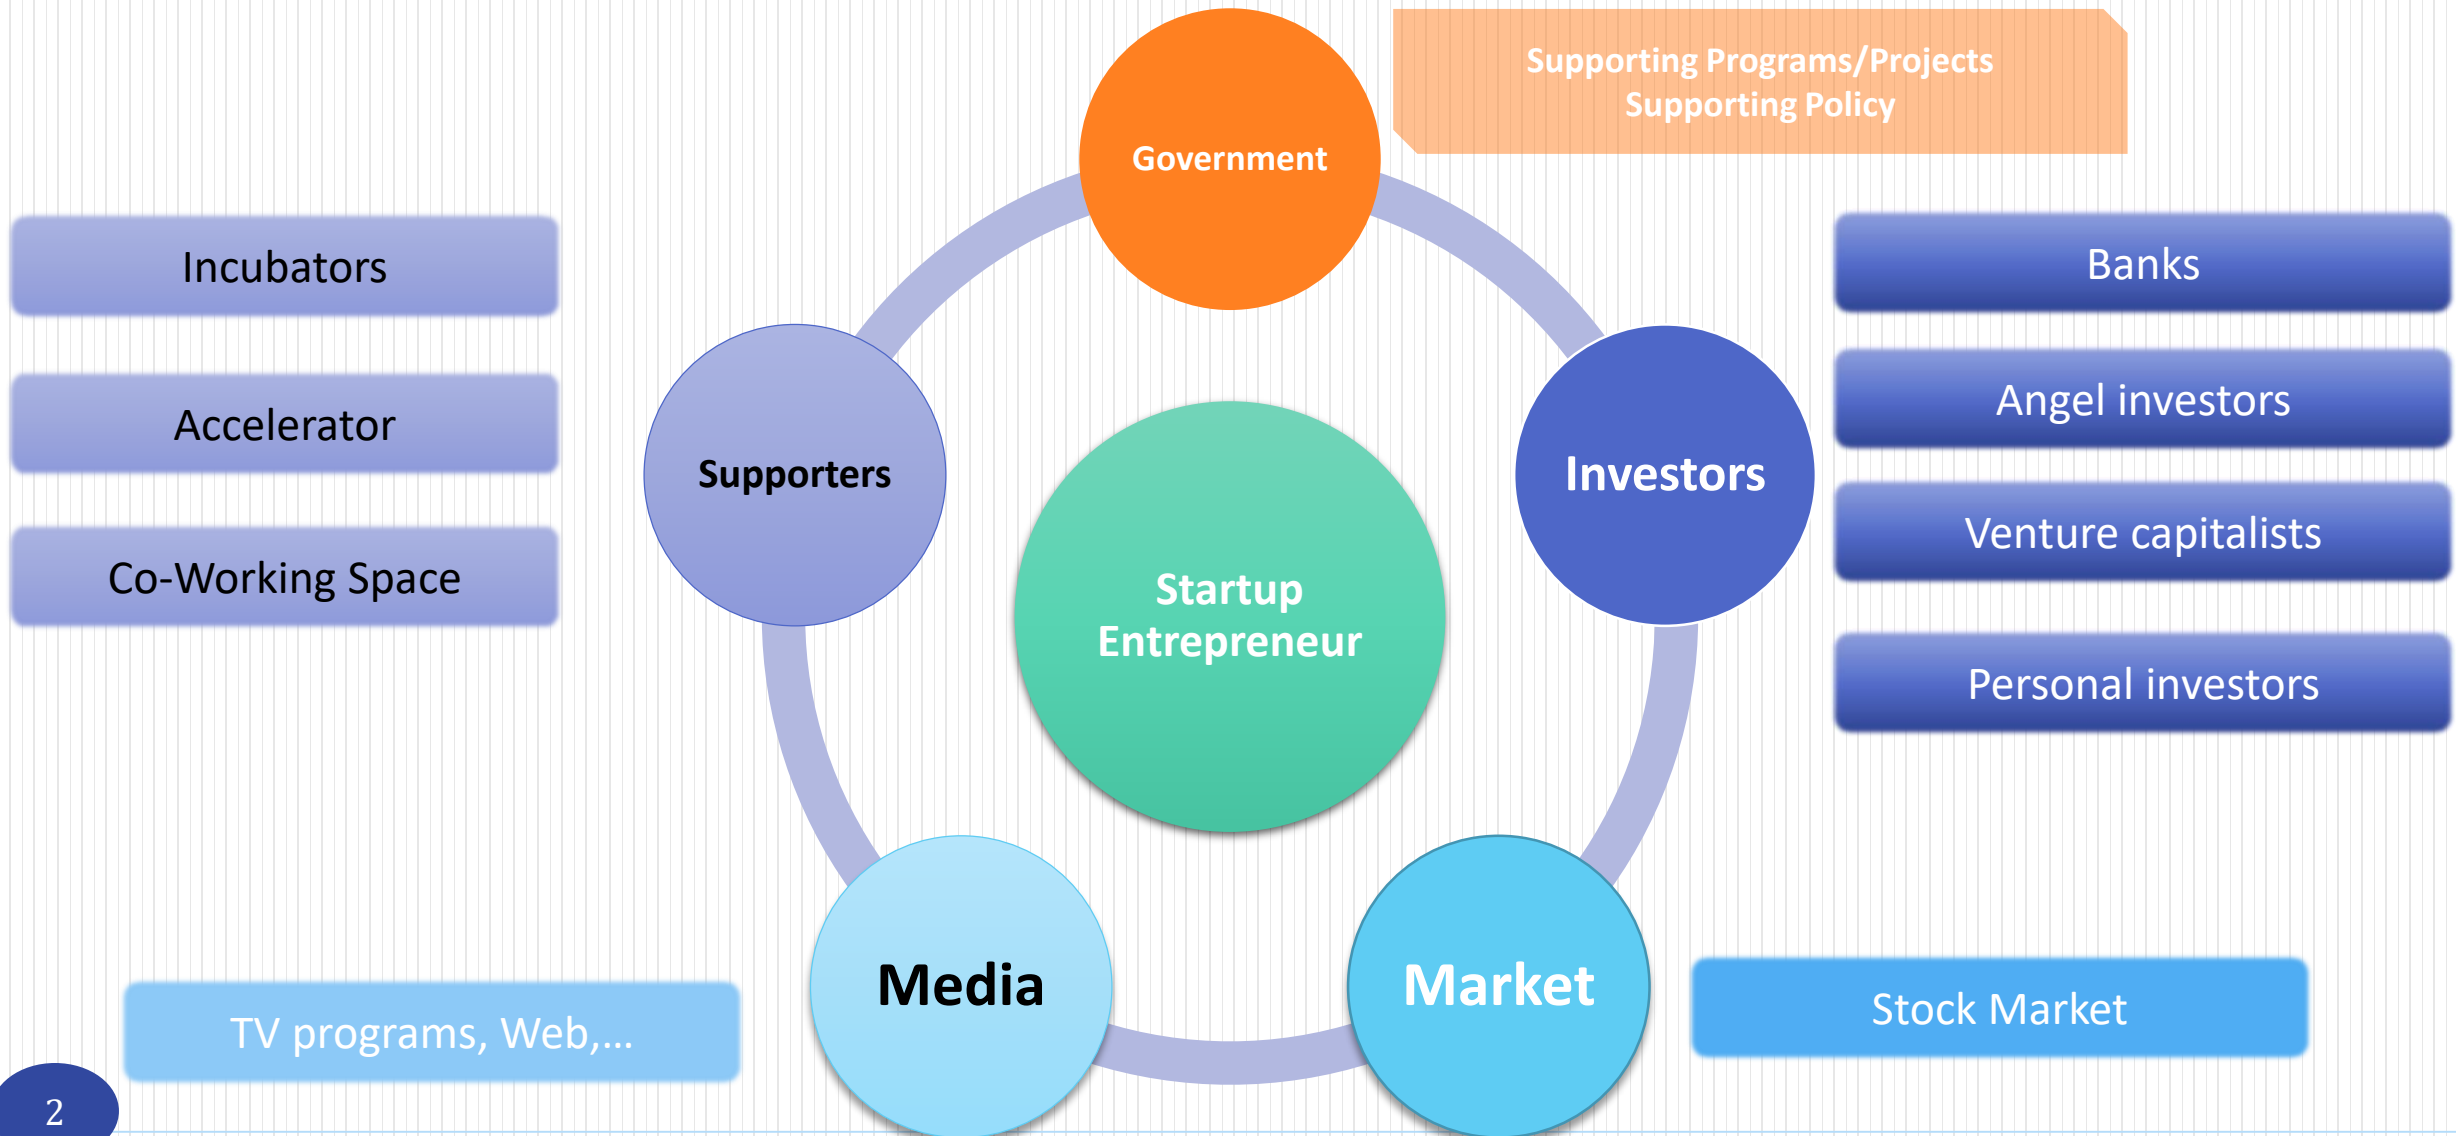 Supporting Programs/Projects
Supporting Policy
Government
Incubators
Accelerator
Co-Working Space
Supporters
Startup
Entrepreneur
Investors
Banks
Angel investors
Venture capitalists
Personal investors
Media
Market
TV programs, Web,...
Stock Market
2